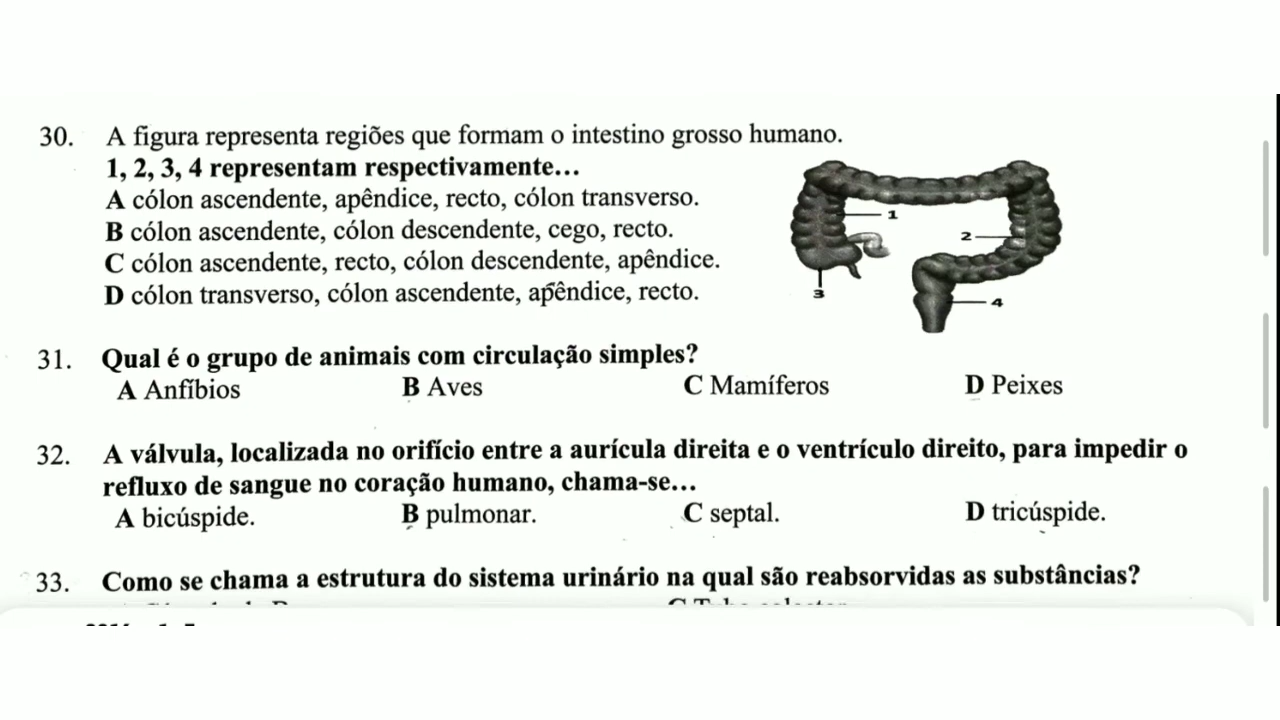 30. A figura representa regiões que formam o intestino grosso humano.
1, 2, 3, 4 representam respectivamente...
A cólon ascendente, apêndice, recto, cólon transverso.
B cólon ascendente, cólon descendente, cego, recto.
C cólon ascendente, recto, cólon descendente, apêndice.
D cólon transverso, cólon ascendente, apêndice, recto.
1
2
3
4
31. Qual é o grupo de animais com circulação simples?
A Anfíbios B Aves C Mamíferos D Peixes
32. A válvula, localizada no orifício entre a aurícula direita e o ventrículo direito, para impedir o
refluxo de sangue no coração humano, chama-se...
A bicúspide. B pulmonar. C septal. D tricúspide.
33. Como se chama a estrutura do sistema urinário na qual são reabsorvidas as substâncias?